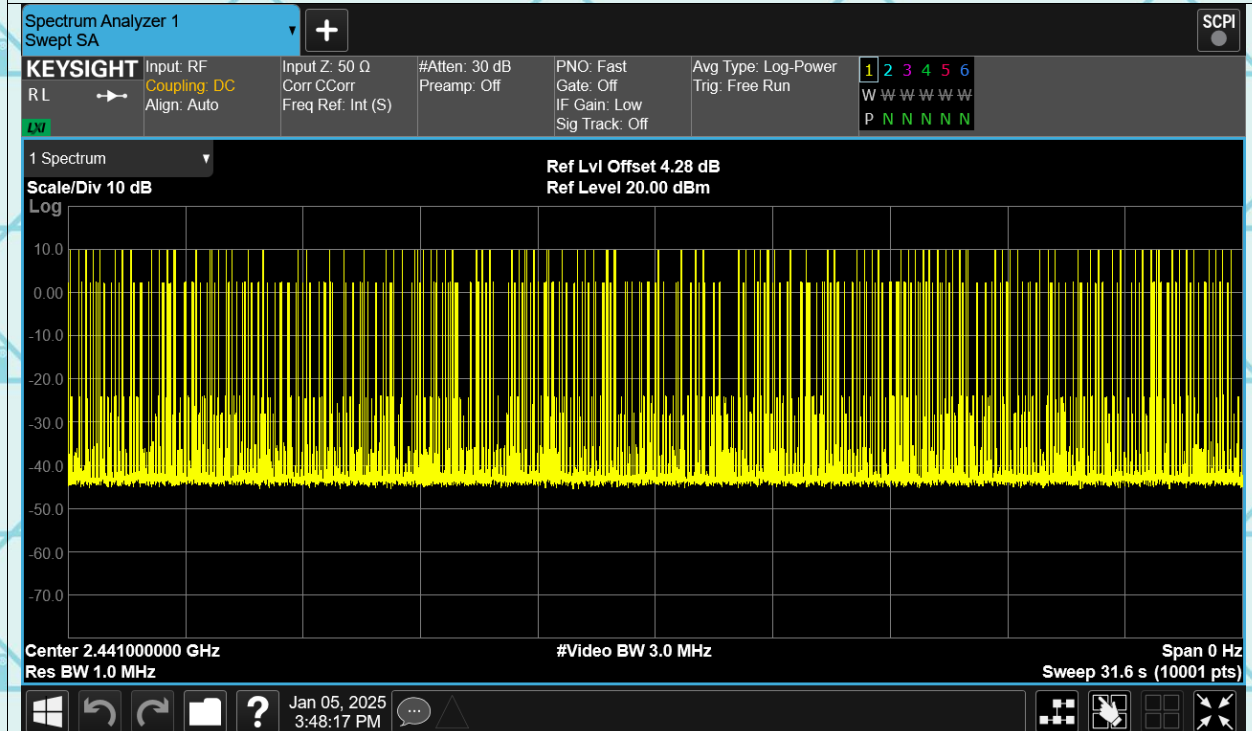 Spectrum Analyzer 1
Swept SA
SCPI
KEYSIGHT
R L
LXI
Input: RF
Coupling: DC
Align: Auto
Input Z: 50 Ω
Corr CCorr
Freq Ref: Int (S)
#Atten: 30 dB
Preamp: Off
PNO: Fast
Gate: Off
IF Gain: Low
Sig Track: Off
Avg Type: Log-Power
Trig: Free Run
1 2 3 4 5 6
W W W W W W
P N N N N N
1 Spectrum
Scale/Div 10 dB
Ref Lvl Offset 4.28 dB
Ref Level 20.00 dBm
Log
10.0
0.00
-10.0
-20.0
-30.0
-40.0
-50.0
-60.0
-70.0
Center 2.441000000 GHz
#Video BW 3.0 MHz
Span 0 Hz
Res BW 1.0 MHz
Sweep 31.6 s (10001 pts)
?
Jan 05, 2025
3:48:17 PM